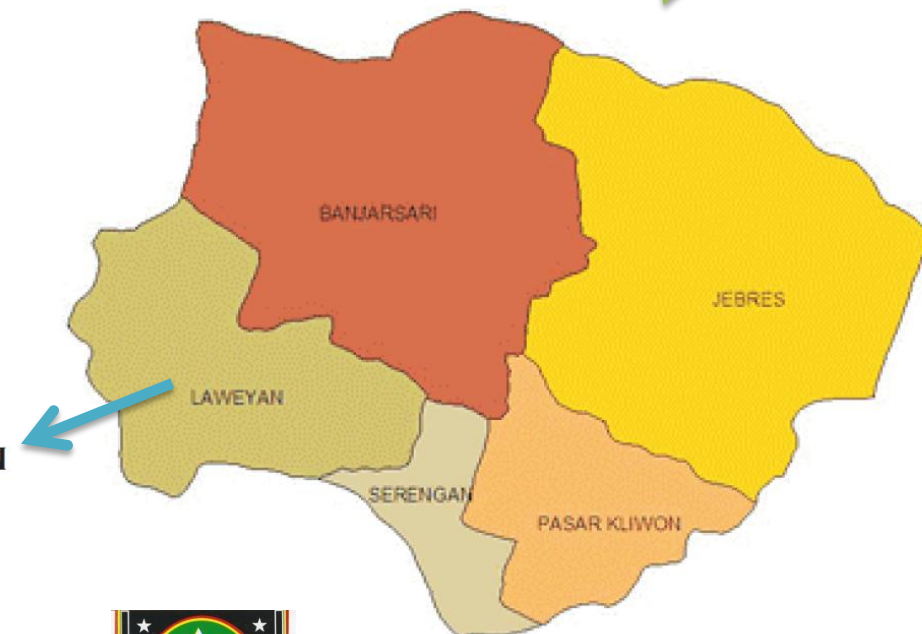 BANJARSARI
JEBRES
LAWEYAN
SERENGAN
PASAR KLIWON